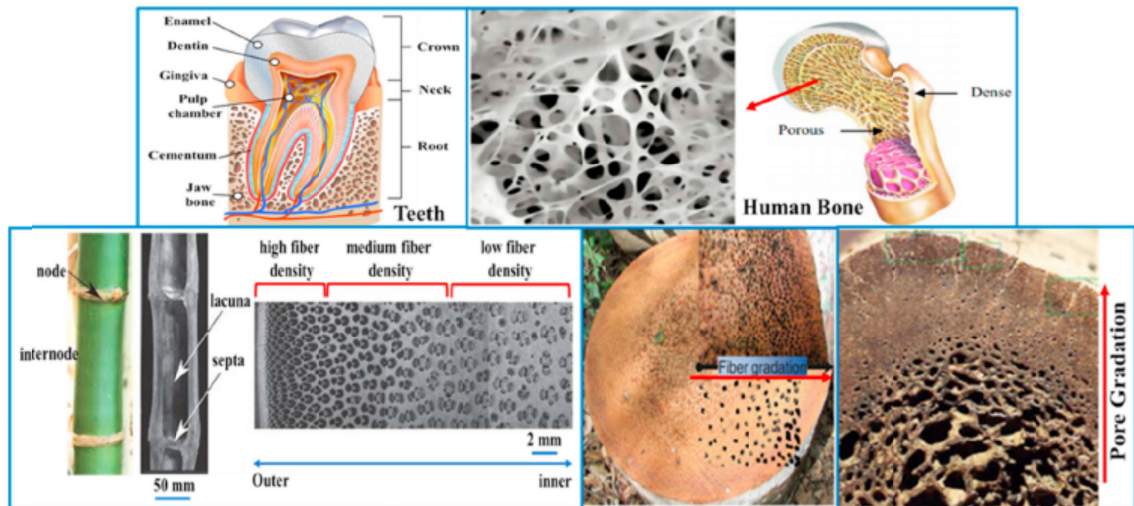 Enamel
Dentin
Gingiva
Pulp
chamber
Cementum
Jaw
bone
Crown
Neck
Root
Teeth
Dense
Porous
Human Bone
node
internode
lacuna
septa
50 mm
high fiber
density
medium fiber
density
low fiber
density
2 mm
Outer
inner
Fiber gradation
Pore Gradation